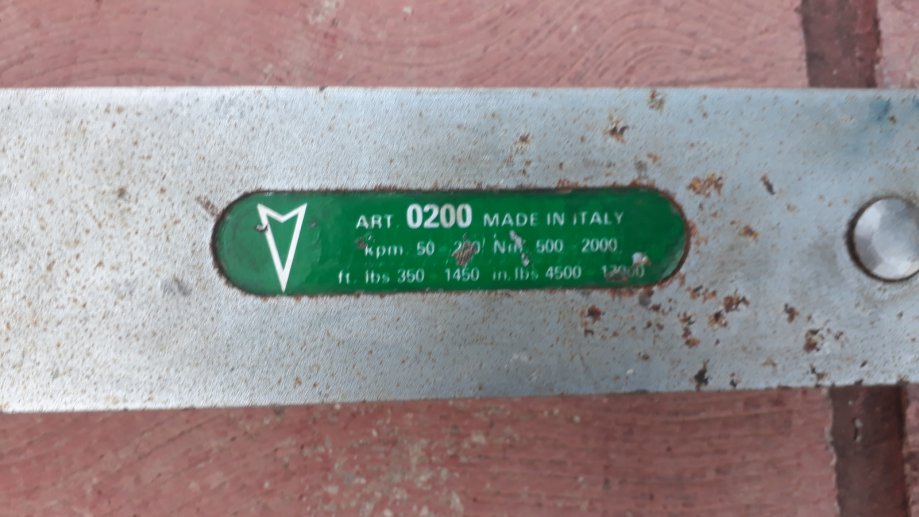 ART. 0200 MADE IN ITALY
kpm. 50 - Nm. 500 - 2000
ft. lbs 350 - 1450 in.lbs 4500 -